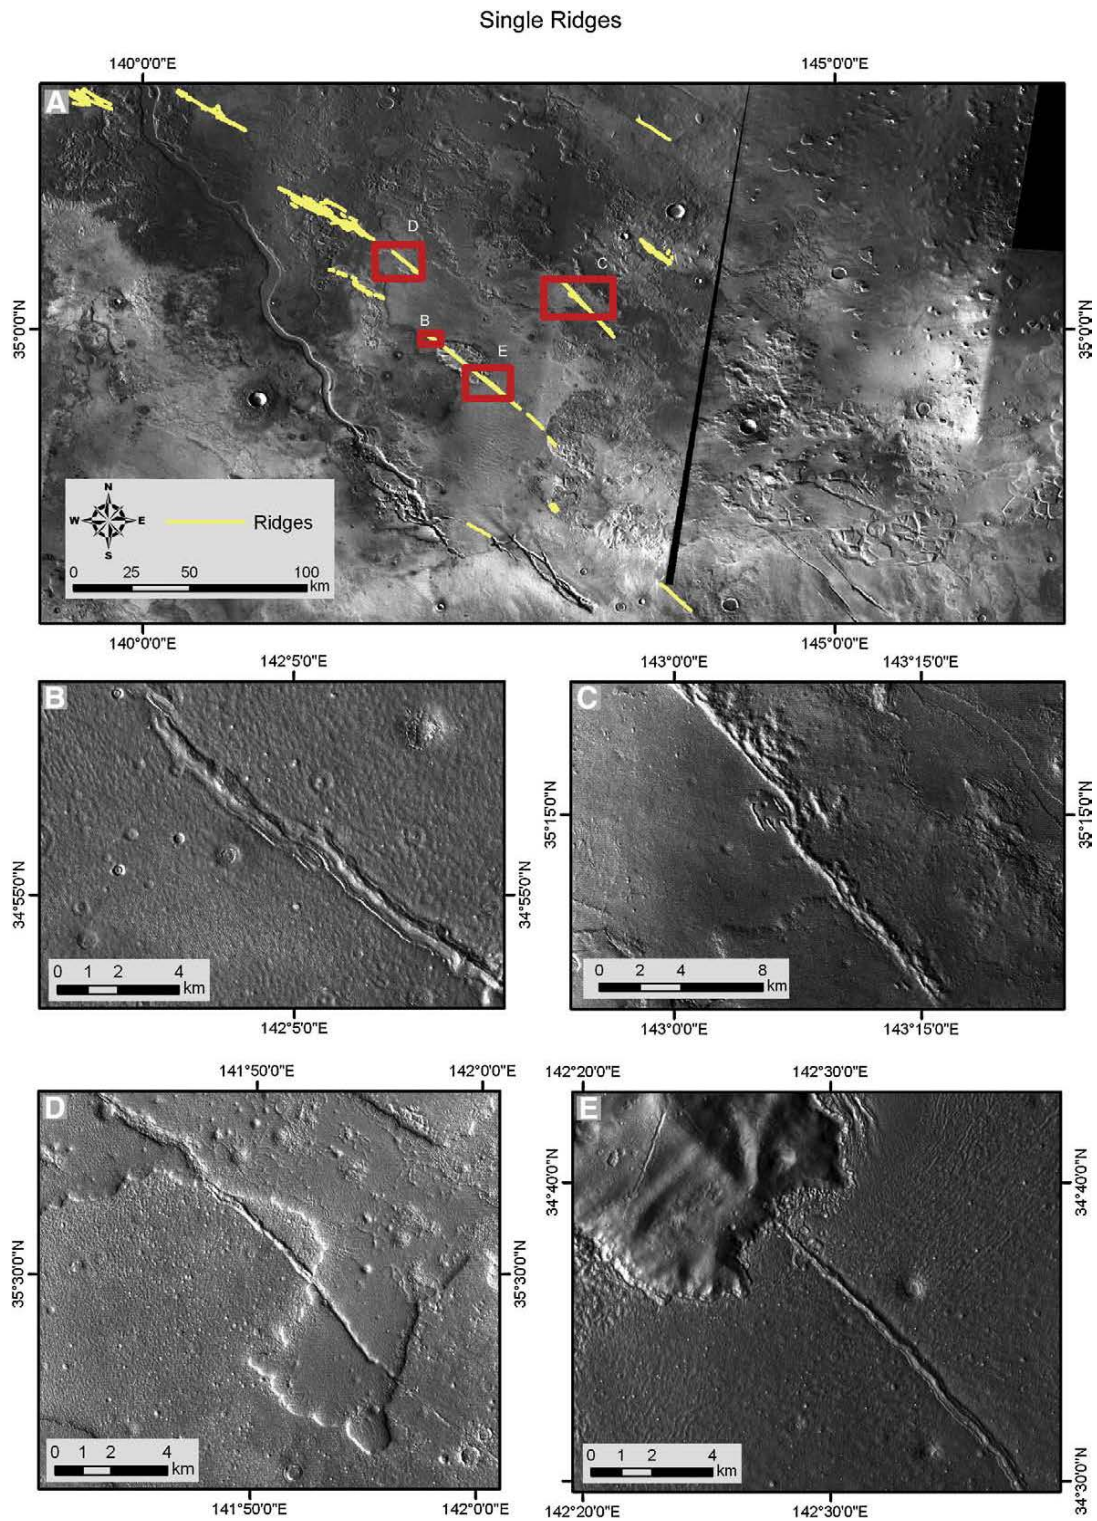 Single Ridges
140°0'0"E 145°0'0"E
A
D
C
35°0'0"N 35°0'0"N
B
E
N
W E Ridges
S
0 25 50 100
km
140°0'0"E 145°0'0"E
142°5'0"E 143°0'0"E 143°15'0"E
B C
35°15'0"N 35°15'0"N
34°55'0"N 34°55'0"N
0 1 2 4
km
0 2 4 8
km
142°5'0"E 143°0'0"E 143°15'0"E
141°50'0"E 142°0'0"E 142°20'0"E 142°30'0"E
D E
34°40'0"N 34°40'0"N
35°30'0"N 35°30'0"N
0 1 2 4
km
0 1 2 4
km
34°30'0"N
141°50'0"E 142°0'0"E 142°20'0"E 142°30'0"E